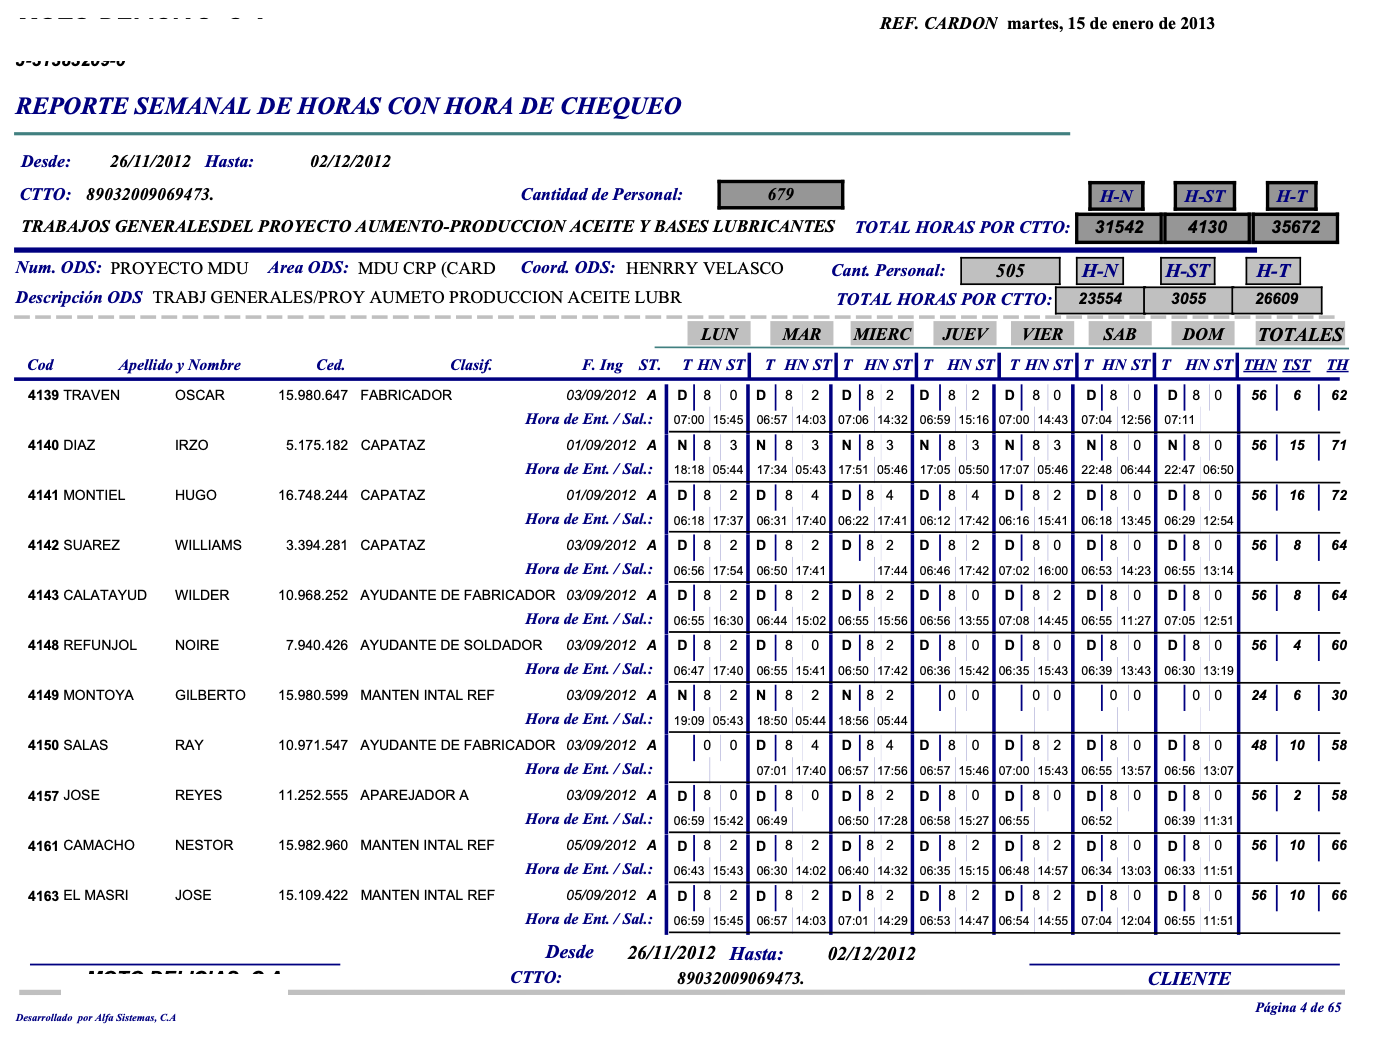 REF. CARDON martes, 15 de enero de 2013
REPORTE SEMANAL DE HORAS CON HORA DE CHEQUEO
Desde: 26/11/2012 Hasta: 02/12/2012
CTTO: 89032009069473. Cantidad de Personal: 679 H-N H-ST H-T
TRABAJOS GENERALESDEL PROYECTO AUMENTO-PRODUCCION ACEITE Y BASES LUBRICANTES TOTAL HORAS POR CTTO: 31542 4130 35672
Num. ODS: PROYECTO MDU Area ODS: MDU CRP (CARD Coord. ODS: HENRRY VELASCO Cant. Personal: 505 H-N H-ST H-T
Descripción ODS TRABJ GENERALES/PROY AUMETO PRODUCCION ACEITE LUBR TOTAL HORAS POR CTTO: 23554 3055 26609
LUN MAR MIERC JUEV VIER SAB DOM TOTALES
Cod Apellido y Nombre Ced. Clasif. F. Ing ST. T HN ST T HN ST T HN ST T HN ST T HN ST T HN ST T HN ST THN TST TH
4139 TRAVEN OSCAR 15.980.647 FABRICADOR 03/09/2012 A D 8 0 D 8 2 D 8 2 D 8 2 D 8 0 D 8 0 D 8 0 56 6 62
Hora de Ent. / Sal.: 07:00 15:45 06:57 14:03 07:06 14:32 06:59 15:16 07:00 14:43 07:04 12:56 07:11
4140 DIAZ IRZO 5.175.182 CAPATAZ 01/09/2012 A N 8 3 N 8 3 N 8 3 N 8 3 N 8 3 N 8 0 N 8 0 56 15 71
Hora de Ent. / Sal.: 18:18 05:44 17:34 05:43 17:51 05:46 17:05 05:50 17:07 05:46 22:48 06:44 22:47 06:50
4141 MONTIEL HUGO 16.748.244 CAPATAZ 01/09/2012 A D 8 2 D 8 4 D 8 4 D 8 4 D 8 2 D 8 0 D 8 0 56 16 72
Hora de Ent. / Sal.: 06:18 17:37 06:31 17:40 06:22 17:41 06:12 17:42 06:16 15:41 06:18 13:45 06:29 12:54
4142 SUAREZ WILLIAMS 3.394.281 CAPATAZ 03/09/2012 A D 8 2 D 8 2 D 8 2 D 8 2 D 8 0 D 8 0 D 8 0 56 8 64
Hora de Ent. / Sal.: 06:56 17:54 06:50 17:41 17:44 06:46 17:42 07:02 16:00 06:53 14:23 06:55 13:14
4143 CALATAYUD WILDER 10.968.252 AYUDANTE DE FABRICADOR 03/09/2012 A D 8 2 D 8 2 D 8 2 D 8 0 D 8 2 D 8 0 D 8 0 56 8 64
Hora de Ent. / Sal.: 06:55 16:30 06:44 15:02 06:55 15:56 06:56 13:55 07:08 14:45 06:55 11:27 07:05 12:51
4148 REFUNJOL NOIRE 7.940.426 AYUDANTE DE SOLDADOR 03/09/2012 A D 8 2 D 8 0 D 8 2 D 8 0 D 8 0 D 8 0 D 8 0 56 4 60
Hora de Ent. / Sal.: 06:47 17:40 06:55 15:41 06:50 17:42 06:36 15:42 06:35 15:43 06:39 13:43 06:30 13:19
4149 MONTOYA GILBERTO 15.980.599 MANTEN INTAL REF 03/09/2012 A N 8 2 N 8 2 N 8 2 0 0 0 0 0 0 0 0 24 6 30
Hora de Ent. / Sal.: 19:09 05:43 18:50 05:44 18:56 05:44
4150 SALAS RAY 10.971.547 AYUDANTE DE FABRICADOR 03/09/2012 A 0 0 D 8 4 D 8 4 D 8 0 D 8 2 D 8 0 D 8 0 48 10 58
Hora de Ent. / Sal.: 07:01 17:40 06:57 17:56 06:57 15:46 07:00 15:43 06:55 13:57 06:56 13:07
4157 JOSE REYES 11.252.555 APAREJADOR A 03/09/2012 A D 8 0 D 8 0 D 8 2 D 8 0 D 8 0 D 8 0 D 8 0 56 2 58
Hora de Ent. / Sal.: 06:59 15:42 06:49 06:50 17:28 06:58 15:27 06:55 06:52 06:39 11:31
4161 CAMACHO NESTOR 15.982.960 MANTEN INTAL REF 05/09/2012 A D 8 2 D 8 2 D 8 2 D 8 2 D 8 2 D 8 0 D 8 0 56 10 66
Hora de Ent. / Sal.: 06:43 15:43 06:30 14:02 06:40 14:32 06:35 15:15 06:48 14:57 06:34 13:03 06:33 11:51
4163 EL MASRI JOSE 15.109.422 MANTEN INTAL REF 05/09/2012 A D 8 2 D 8 2 D 8 2 D 8 2 D 8 2 D 8 0 D 8 0 56 10 66
Hora de Ent. / Sal.: 06:59 15:45 06:57 14:03 07:01 14:29 06:53 14:47 06:54 14:55 07:04 12:04 06:55 11:51
Desde 26/11/2012 Hasta: 02/12/2012
CTTO: 89032009069473. CLIENTE
Página 4 de 65
Desarrollado por Alfa Sistemas, C.A